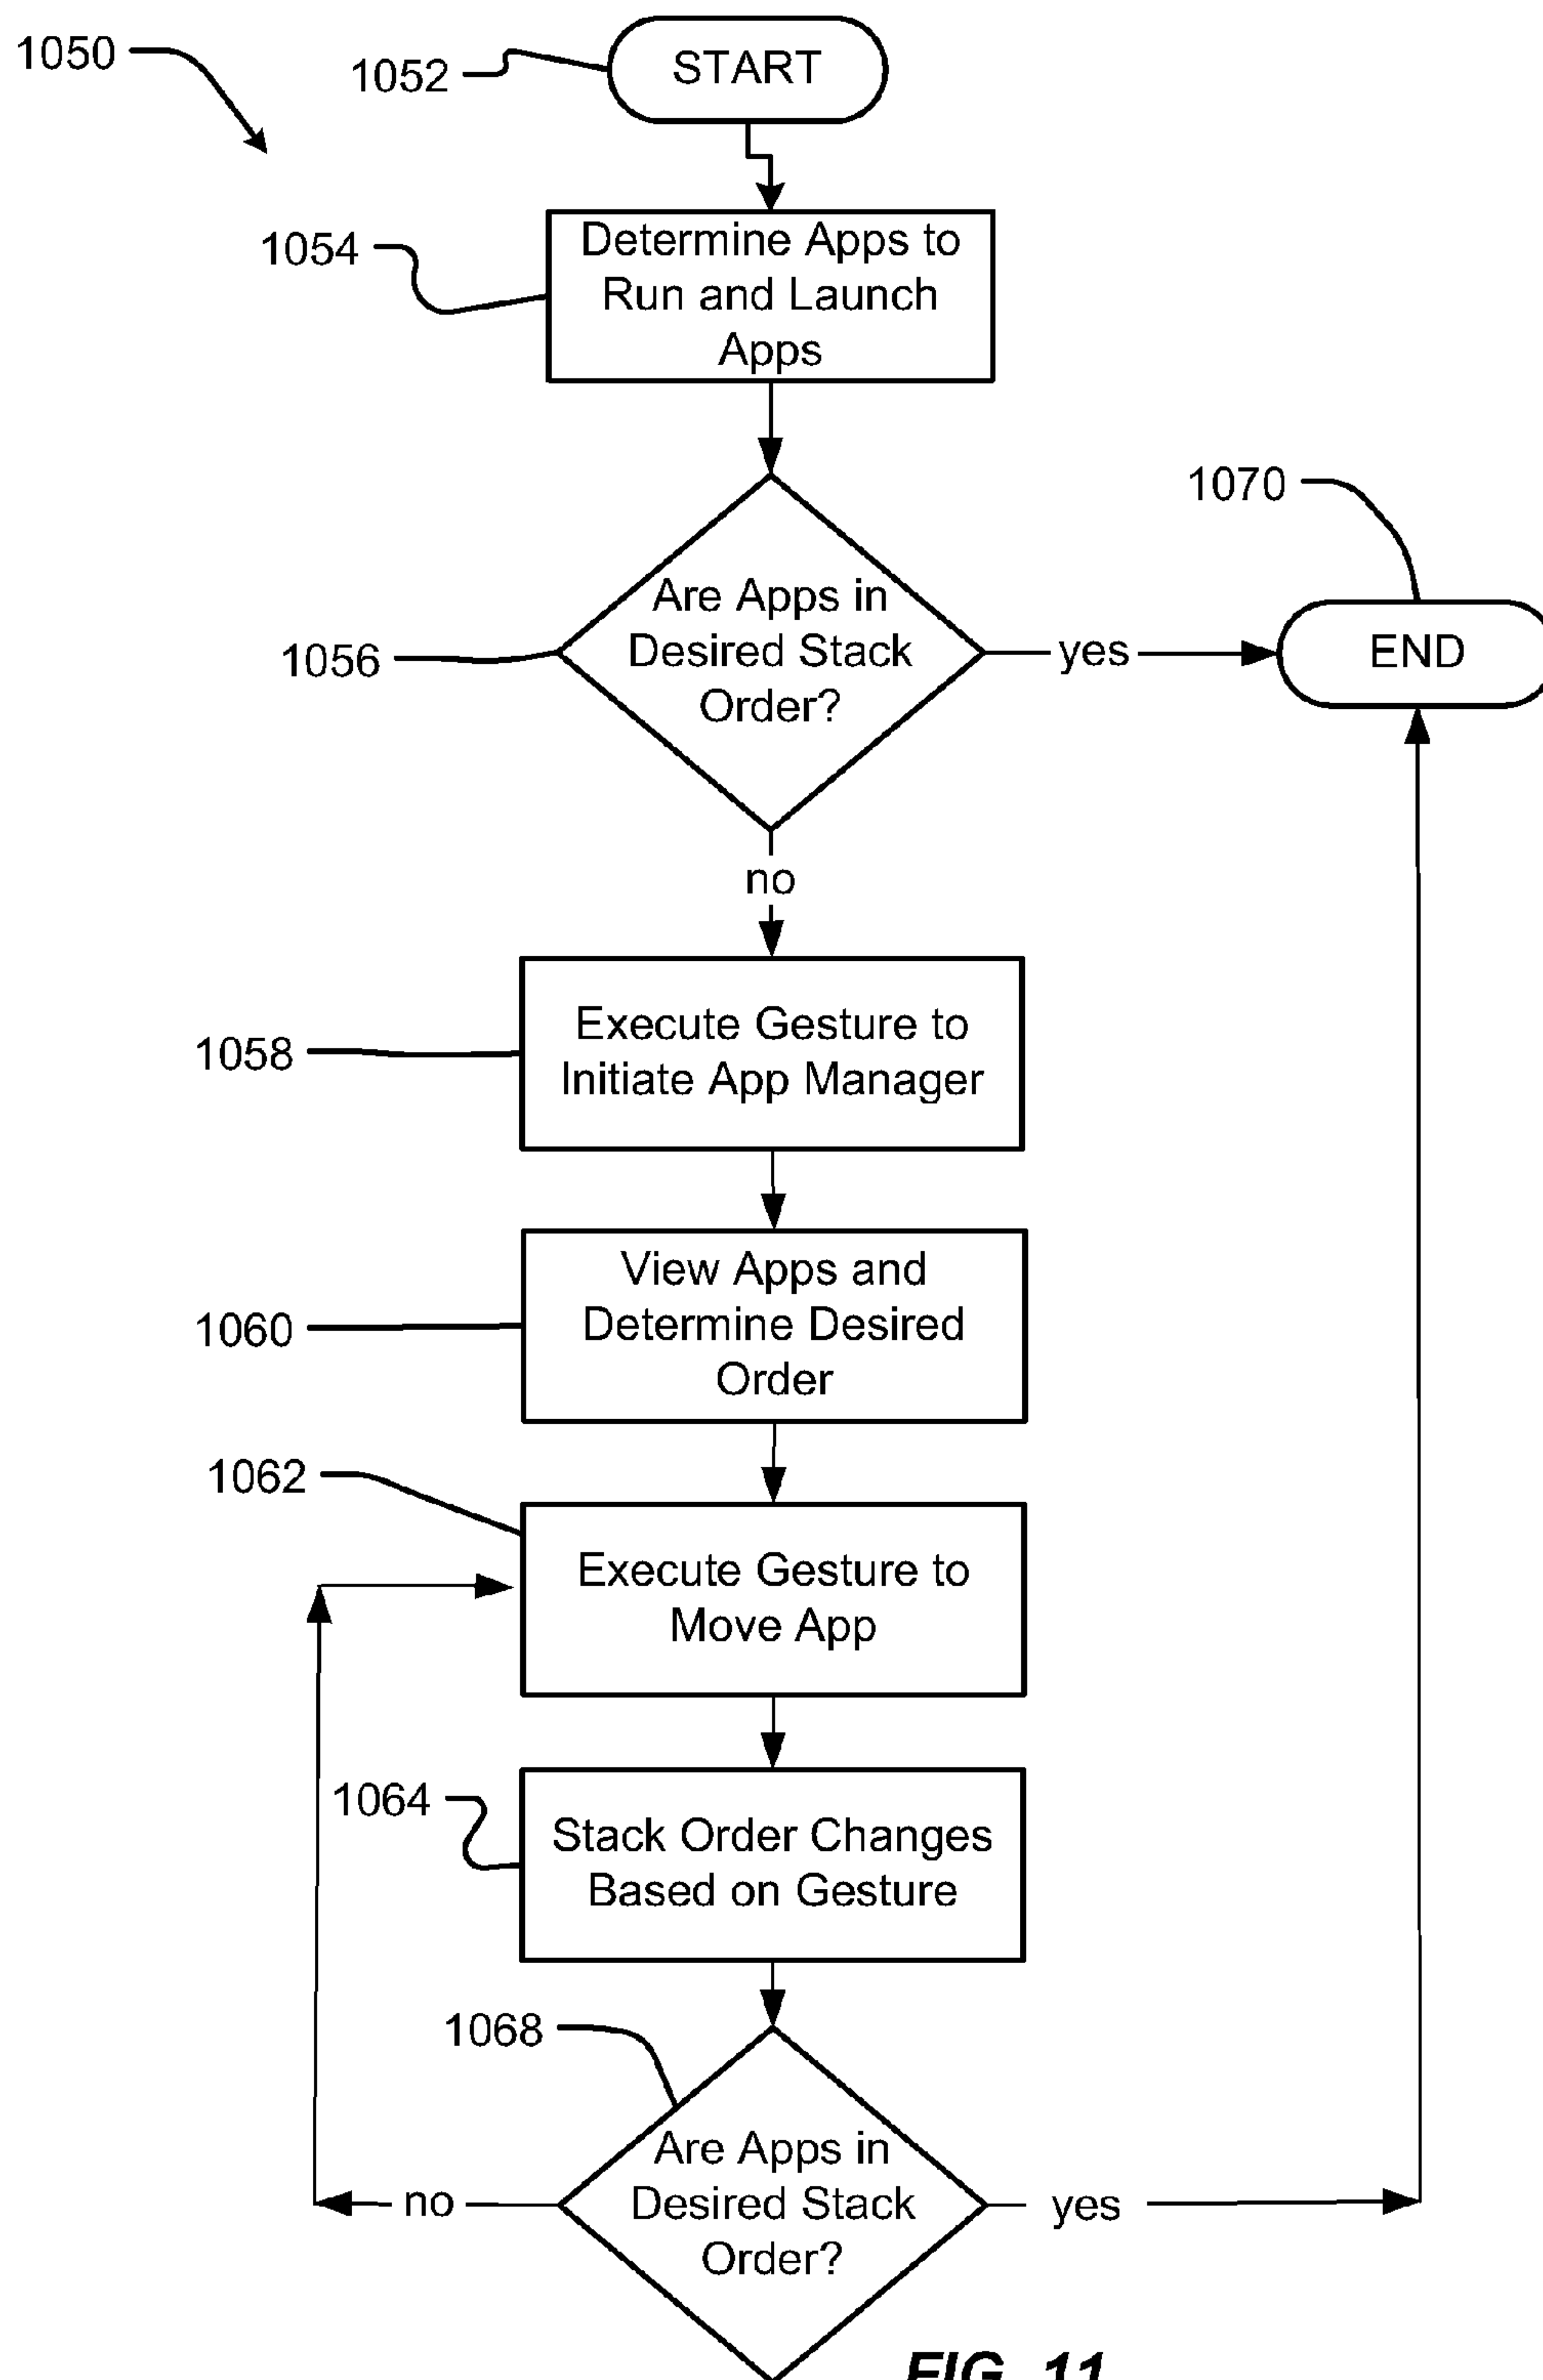 1050
1052
START
1054
Determine Apps to
Run and Launch
Apps
1056
Are Apps in
Desired Stack
Order?
yes
1070
END
no
1058
Execute Gesture to
Initiate App Manager
1060
View Apps and
Determine Desired
Order
1062
Execute Gesture to
Move App
1064
Stack Order Changes
Based on Gesture
1068
Are Apps in
Desired Stack
Order?
no
yes
FIG. 11